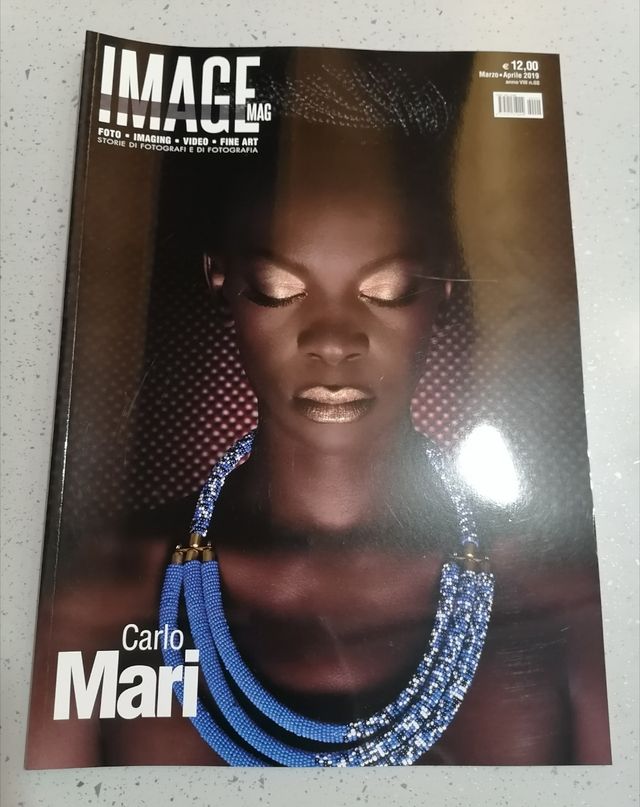 IMAGE
MAG
FOTO • IMAGING • VIDEO • FINE ART
STORIE DI FOTOGRAFI E DI FOTOGRAFIA
€ 12,00
Marzo•Aprile 2019
Carlo
Mari